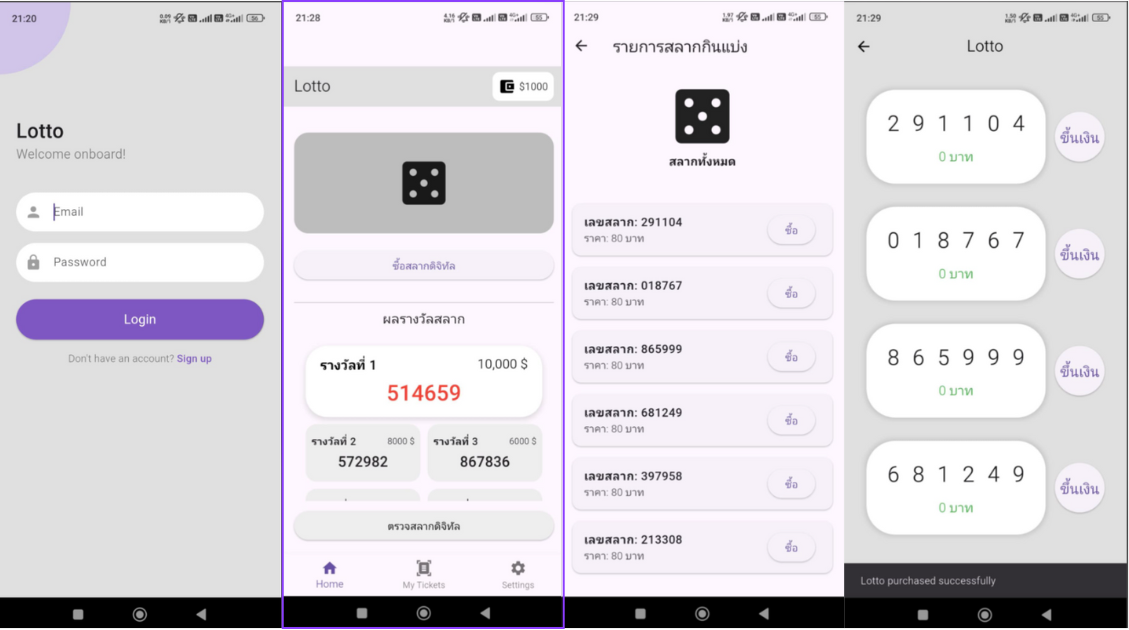 21:20
Lotto
Welcome onboard!
Email
Password
Login
Don't have an account? Sign up
21:28
Lotto
$1000
ซื้อสลากดิจิทัล
ผลรางวัลสลาก
รางวัลที่ 1
10,000 $
514659
รางวัลที่ 2
8000 $
572982
รางวัลที่ 3
6000 $
867836
ตรวจสลากดิจิทัล
Home
My Tickets
Settings
21:29
รายการสลากกินแบ่ง
สลากทั้งหมด
เลขสลาก: 291104
ราคา: 80 บาท
ซื้อ
เลขสลาก: 018767
ราคา: 80 บาท
ซื้อ
เลขสลาก: 865999
ราคา: 80 บาท
ซื้อ
เลขสลาก: 681249
ราคา: 80 บาท
ซื้อ
เลขสลาก: 397958
ราคา: 80 บาท
ซื้อ
เลขสลาก: 213308
ราคา: 80 บาท
ซื้อ
21:29
Lotto
2 9 1 1 0 4
0 บาท
ขึ้นเงิน
0 1 8 7 6 7
0 บาท
ขึ้นเงิน
8 6 5 9 9 9
0 บาท
ขึ้นเงิน
6 8 1 2 4 9
0 บาท
ขึ้นเงิน
Lotto purchased successfully